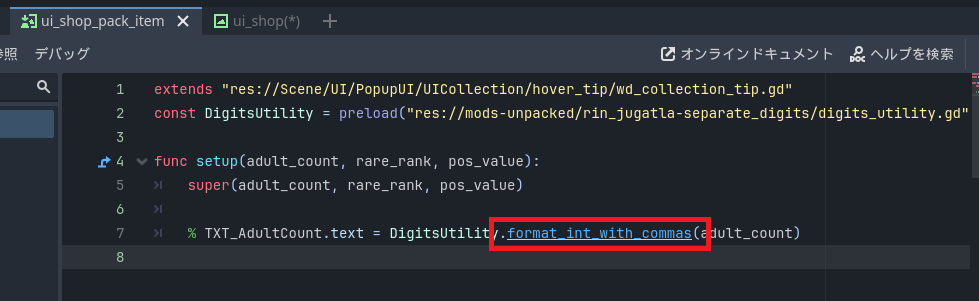 ui_shop_pack_item
ui_shop(*)
参照 デバッグ オンラインドキュメント DOC ヘルプを検索
1 extends "res://Scene/UI/PopupUI/UICollection/hover_tip/wd_collection_tip.gd"
2 const DigitsUtility = preload("res://mods-unpacked/rin_jugatla-separate_digits/digits_utility.gd"
3
4 func setup(adult_count, rare_rank, pos_value):
5 super(adult_count, rare_rank, pos_value)
6
7 % TXT_AdultCount.text = DigitsUtility.format_int_with_commas(adult_count)
8